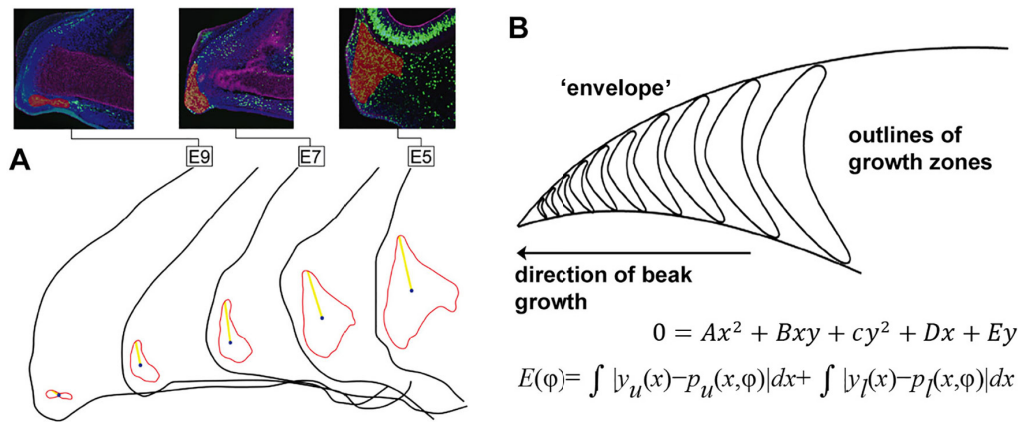 A
E9
E7
E5
B
'envelope'
outlines of
growth zones
direction of beak
growth
0 = Ax² + Bxy + cy² + Dx + Ey
E(φ)= ∫ |yᵤ(x)−pᵤ(x,φ)|dx+ ∫ |yₗ(x)−pₗ(x,φ)|dx